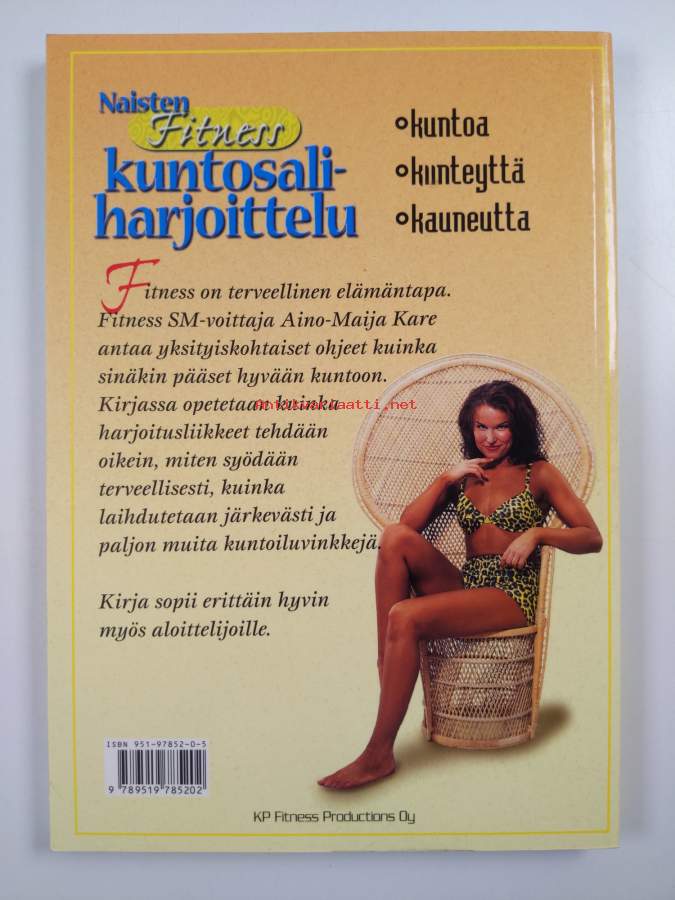 Naisten
Fitness
kuntosali-
harjoittelu
kuntoa
kiinteyttä
kauneutta
Fitness on terveellinen elämäntapa.
Fitness SM-voittaja Aino-Maija Kare
antaa yksityiskohtaiset ohjeet kuinka
sinäkin pääset hyvään kuntoon.
Kirjassa opetetaan kuinka
harjoitusliikkeet tehdään
oikein, miten syödään
terveellisesti, kuinka
laihdutetaan järkevästi ja
paljon muita kuntoiluvinkkejä.
Kirja sopii erittäin hyvin
myös aloittelijoille.
Antikvariaatti.net
ISBN 951-97852-0-5
9 789519 785202
KP Fitness Productions Oy